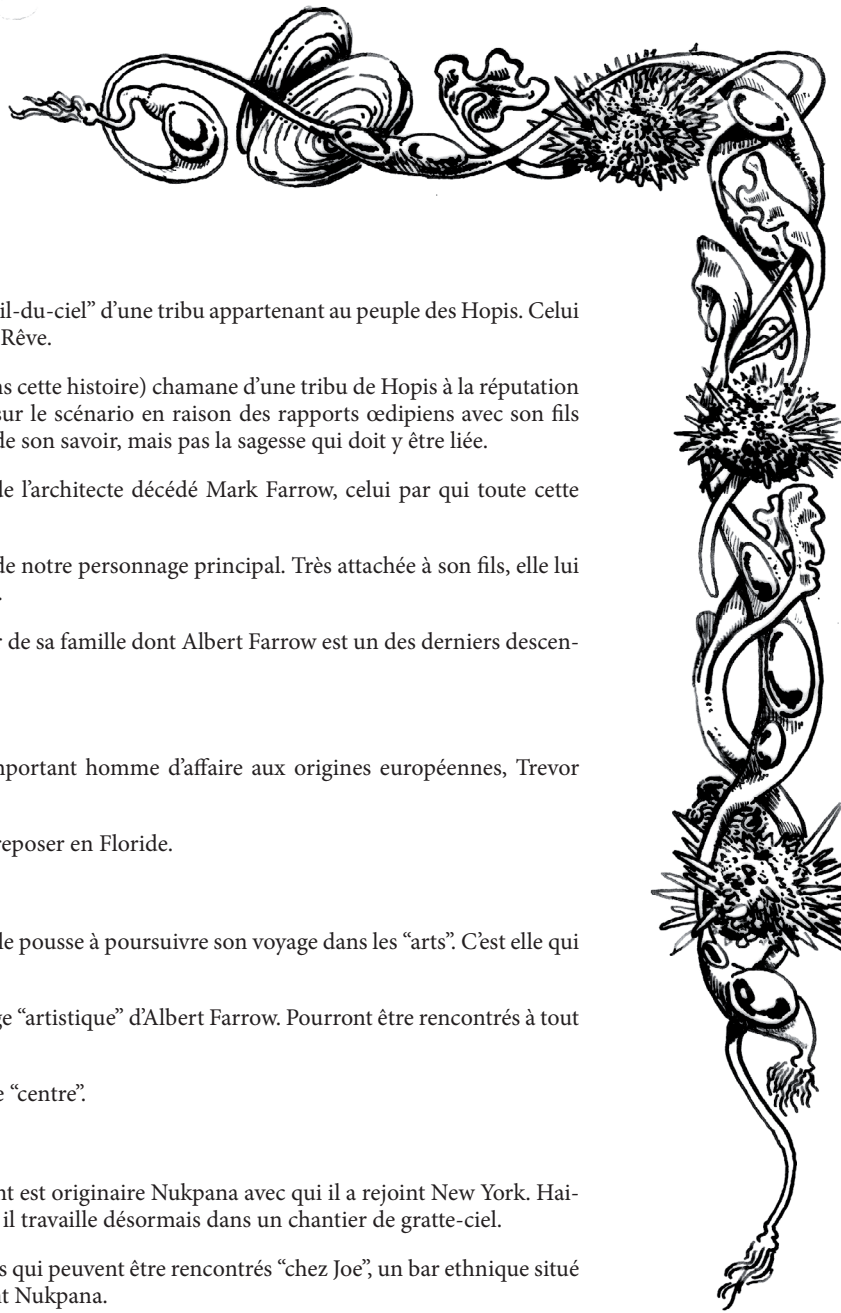 il-du-ciel” d’une tribu appartenant au peuple des Hopis. Celui
Rêve.
s cette histoire) chamane d’une tribu de Hopis à la réputation
sur le scénario en raison des rapports œdipiens avec son fils
de son savoir, mais pas la sagesse qui doit y être liée.
de l’architecte décédé Mark Farrow, celui par qui toute cette
de notre personnage principal. Très attachée à son fils, elle lui
.
r de sa famille dont Albert Farrow est un des derniers descen-
mportant homme d’affaire aux origines européennes, Trevor
reposer en Floride.
le pousse à poursuivre son voyage dans les “arts”. C’est elle qui
ge “artistique” d’Albert Farrow. Pourront être rencontrés à tout
e “centre”.
nt est originaire Nukpana avec qui il a rejoint New York. Hai-
il travaille désormais dans un chantier de gratte-ciel.
s qui peuvent être rencontrés “chez Joe”, un bar ethnique situé
nt Nukpana.